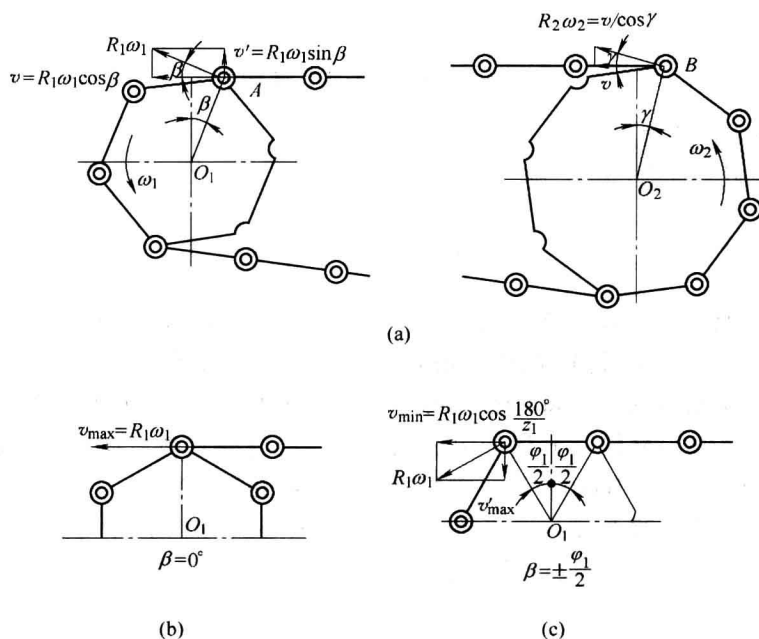 R₁ω₁
v' = R₁ω₁sinβ
v = R₁ω₁cosβ
β
A
β
ω₁
O₁
R₂ω₂ = v/cosγ
γ
B
v
γ
ω₂
O₂
(a)
v_max = R₁ω₁
O₁
β = 0°
(b)
v_min = R₁ω₁cos 180°/z₁
φ₁/2 φ₁/2
R₁ω₁
v'_max
O₁
β = ± φ₁/2
(c)